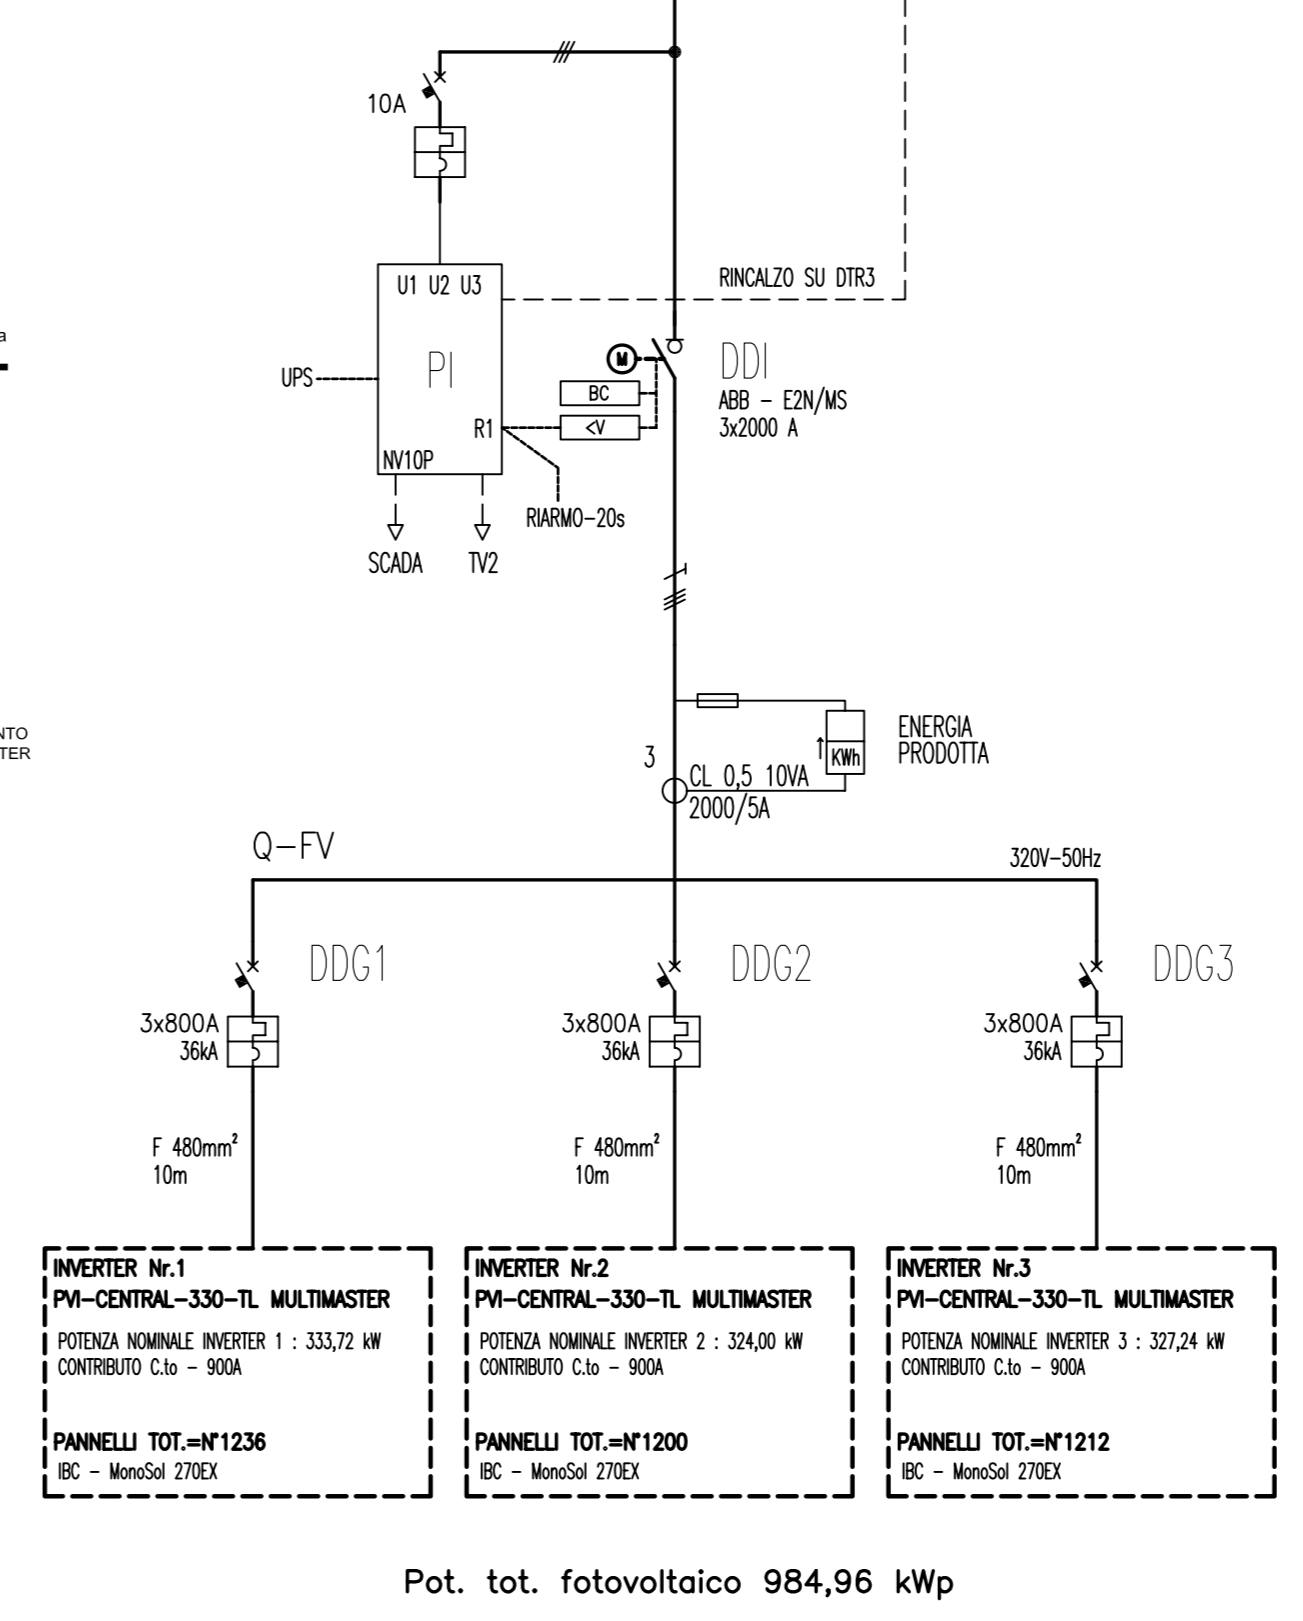 10A
U1 U2 U3
RINCALZO SU DTR3
a
PI
UPS
M
BC
<V
DDI
ABB - E2N/MS
3x2000 A
R1
NV10P
RIARMO-20s
SCADA
TV2
NTO
TER
ENERGIA
PRODOTTA
KWh
3
CL 0,5 10VA
2000/5A
Q-FV
320V-50Hz
DDG1
DDG2
DDG3
3x800A
36kA
3x800A
36kA
3x800A
36kA
F 480mm²
10m
F 480mm²
10m
F 480mm²
10m
INVERTER Nr.1
PVI-CENTRAL-330-TL MULTIMASTER
POTENZA NOMINALE INVERTER 1 : 333,72 kW
CONTRIBUTO C.to - 900A
PANNELLI TOT.=N°1236
IBC - MonoSol 270EX
INVERTER Nr.2
PVI-CENTRAL-330-TL MULTIMASTER
POTENZA NOMINALE INVERTER 2 : 324,00 kW
CONTRIBUTO C.to - 900A
PANNELLI TOT.=N°1200
IBC - MonoSol 270EX
INVERTER Nr.3
PVI-CENTRAL-330-TL MULTIMASTER
POTENZA NOMINALE INVERTER 3 : 327,24 kW
CONTRIBUTO C.to - 900A
PANNELLI TOT.=N°1212
IBC - MonoSol 270EX
Pot. tot. fotovoltaico 984,96 kWp